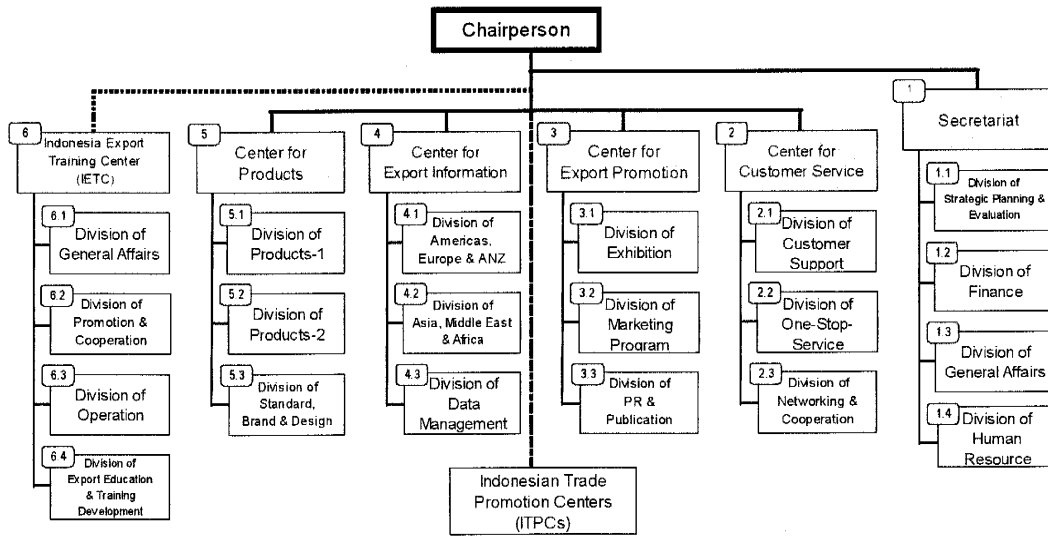 Chairperson
1
Secretariat
1.1
Division of
Strategic Planning &
Evaluation
1.2
Division of
Finance
1.3
Division of
General Affairs
1.4
Division of
Human
Resource
2
Center for
Customer Service
2.1
Division of
Customer
Support
2.2
Division of
One-Stop-
Service
2.3
Division of
Networking &
Cooperation
3
Center for
Export Promotion
3.1
Division of
Exhibition
3.2
Division of
Marketing
Program
3.3
Division of
PR &
Publication
4
Center for
Export Information
4.1
Division of
Americas,
Europe & ANZ
4.2
Division of
Asia, Middle East
& Africa
4.3
Division of
Data
Management
5
Center for
Products
5.1
Division of
Products-1
5.2
Division of
Products-2
5.3
Division of
Standard,
Brand & Design
6
Indonesia Export
Training Center
(IETC)
6.1
Division of
General Affairs
6.2
Division of
Promotion &
Cooperation
6.3
Division of
Operation
6.4
Division of
Export Education
& Training
Development
Indonesian Trade
Promotion Centers
(ITPCs)